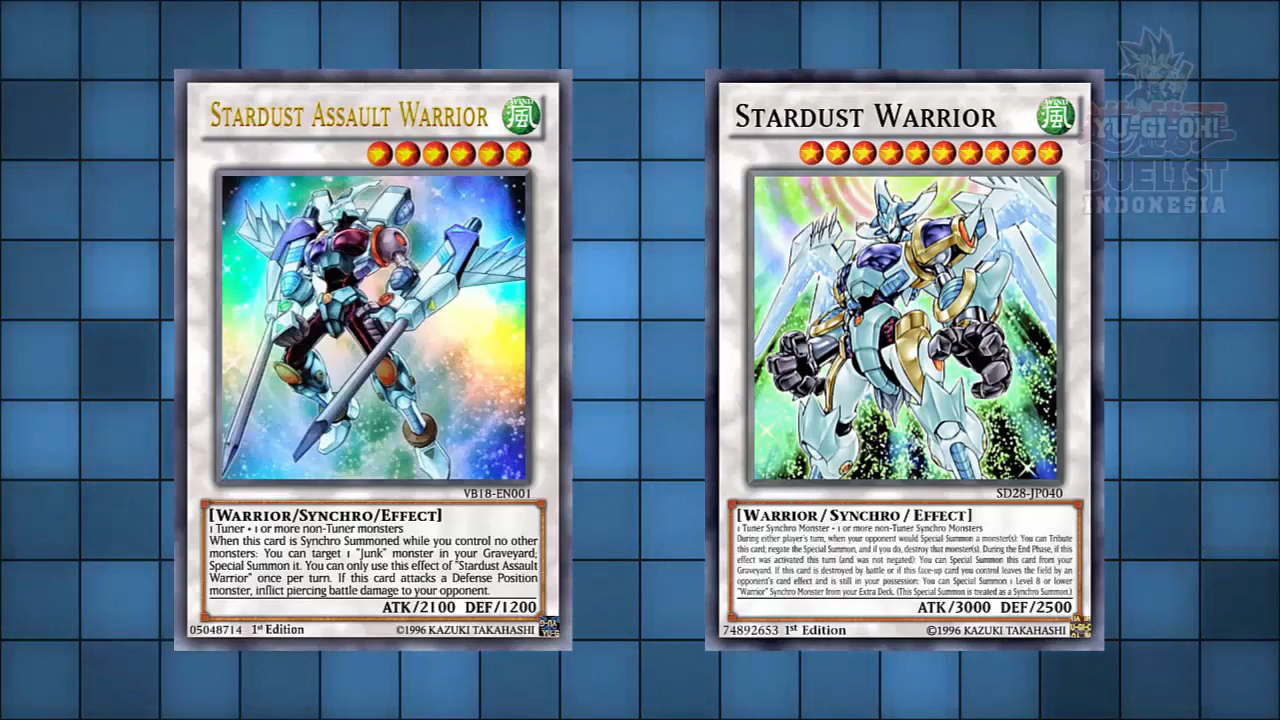 STARDUST ASSAULT WARRIOR
WIND
風
VB18-EN001
[WARRIOR/SYNCHRO/EFFECT]
1 Tuner + 1 or more non-Tuner monsters
When this card is Synchro Summoned while you control no other
monsters: You can target 1 "Junk" monster in your Graveyard;
Special Summon it. You can only use this effect of "Stardust Assault
Warrior" once per turn. If this card attacks a Defense Position
monster, inflict piercing battle damage to your opponent.
ATK/2100 DEF/1200
05048714 1st Edition ©1996 KAZUKI TAKAHASHI
STARDUST WARRIOR
WIND
風
SD28-JP040
[WARRIOR / SYNCHRO / EFFECT]
1 Tuner Synchro Monster + 1 or more non-Tuner Synchro Monsters
During either player's turn, when your opponent would Special Summon a monster(s): You can Tribute
this card; negate the Special Summon, and if you do, destroy that monster(s). During the End Phase, if this
effect was activated this turn (and was not negated): You can Special Summon this card from your
Graveyard. If this card is destroyed by battle or if this face-up card you control leaves the field by an
opponent's card effect and is still in your possession: You can Special Summon 1 Level 8 or lower
"Warrior" Synchro Monster from your Extra Deck. (This Special Summon is treated as a Synchro Summon.)
ATK/3000 DEF/2500
74892653 1st Edition ©1996 KAZUKI TAKAHASHI
YU-GI-OH!
DUELIST
INDONESIA